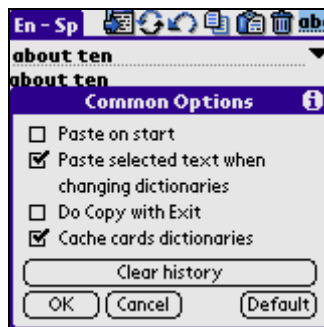 En - Sp
ab
about ten
about ten
Common Options
Paste on start
Paste selected text when
changing dictionaries
Do Copy with Exit
Cache cards dictionaries
Clear history
OK Cancel Default